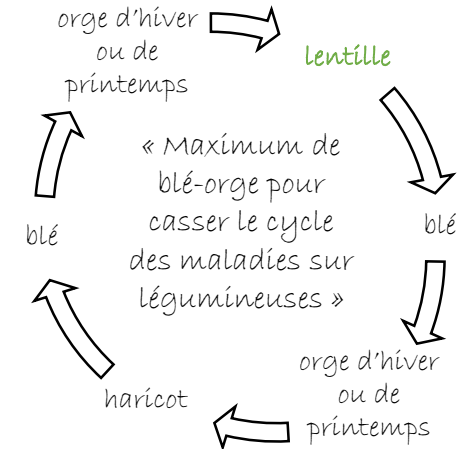 orge d'hiver
ou de
printemps
lentille
« Maximum de
blé-orge pour
casser le cycle
des maladies sur
légumineuses »
blé
blé
orge d'hiver
ou de
printemps
haricot